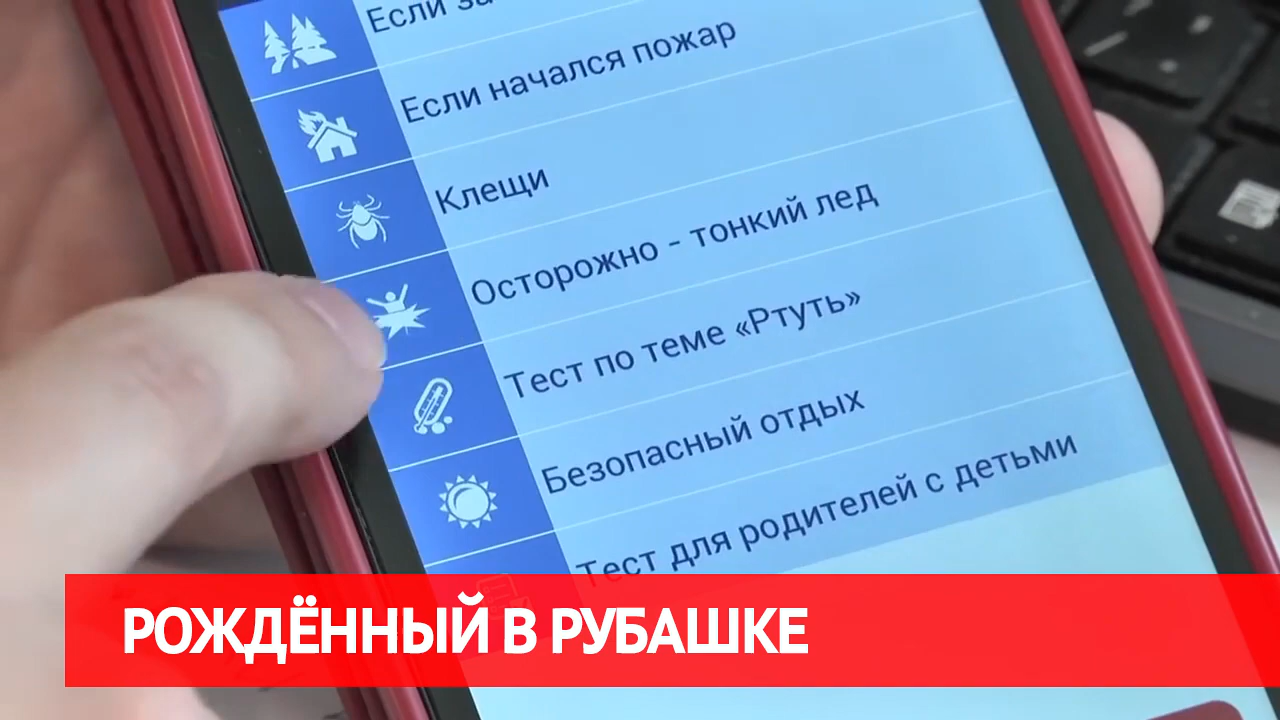 Если
Если начался пожар
Клещи
Осторожно - тонкий лед
Тест по теме «Ртуть»
Безопасный отдых
Тест для родителей с детьми
РОЖДЁННЫЙ В РУБАШКЕ